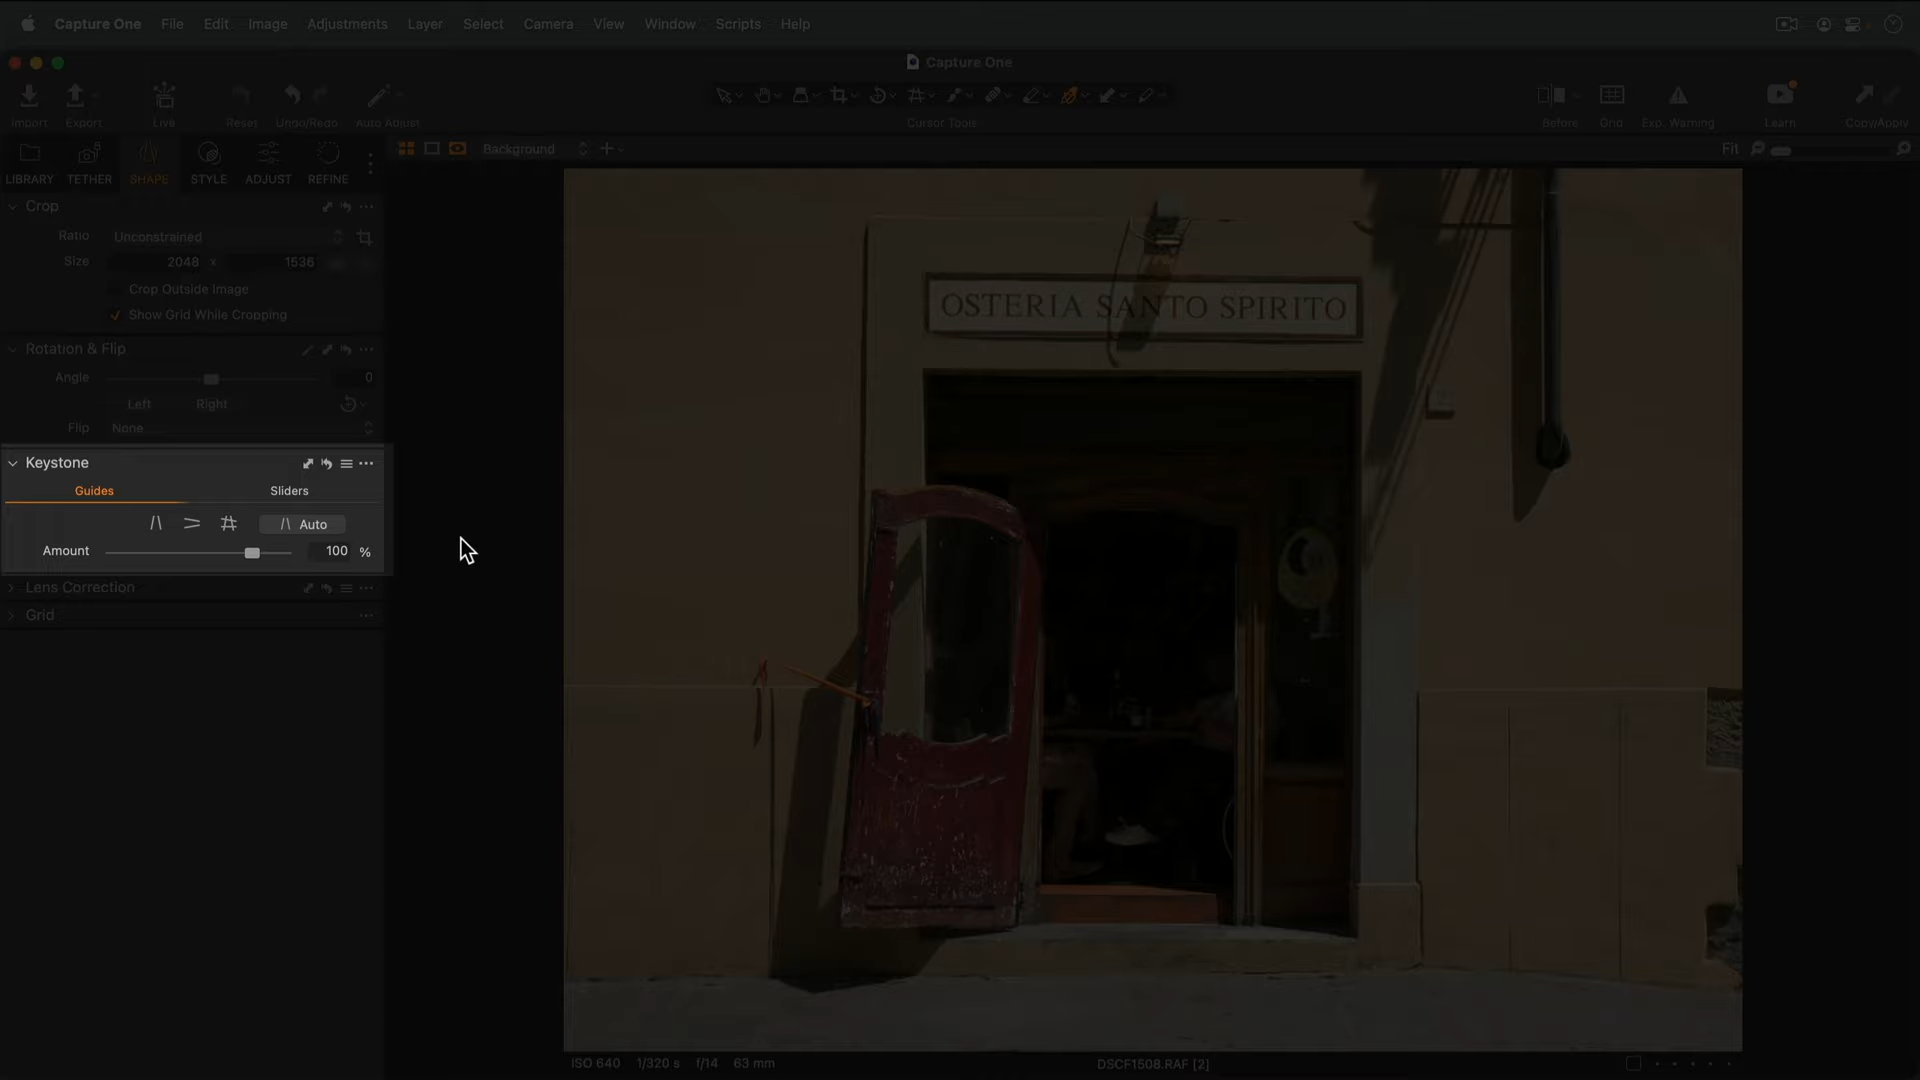 Capture One File Edit Image Adjustments Layer Select Camera View Window Scripts Help
Capture One
Import Export Live Reset Undo/Redo Auto Adjust Cursor Tools Before Grid Exp. Warning Learn Copy/Apply
LIBRARY TETHER SHAPE STYLE ADJUST REFINE
Background
Fit
Crop
Ratio Unconstrained
Size 2048 x 1536
Crop Outside Image
Show Grid While Cropping
Rotation & Flip
Angle 0
Left Right
Flip None
Keystone
Guides Sliders
Auto
Amount 100 %
Lens Correction
Grid
OSTERIA SANTO SPIRITO
ISO 640 1/320 s f/14 63 mm
DSCF1508.RAF [2]